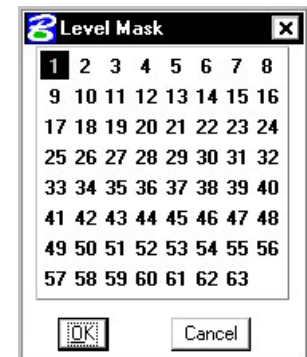 Level Mask
1 2 3 4 5 6 7 8
9 10 11 12 13 14 15 16
17 18 19 20 21 22 23 24
25 26 27 28 29 30 31 32
33 34 35 36 37 38 39 40
41 42 43 44 45 46 47 48
49 50 51 52 53 54 55 56
57 58 59 60 61 62 63
OK Cancel